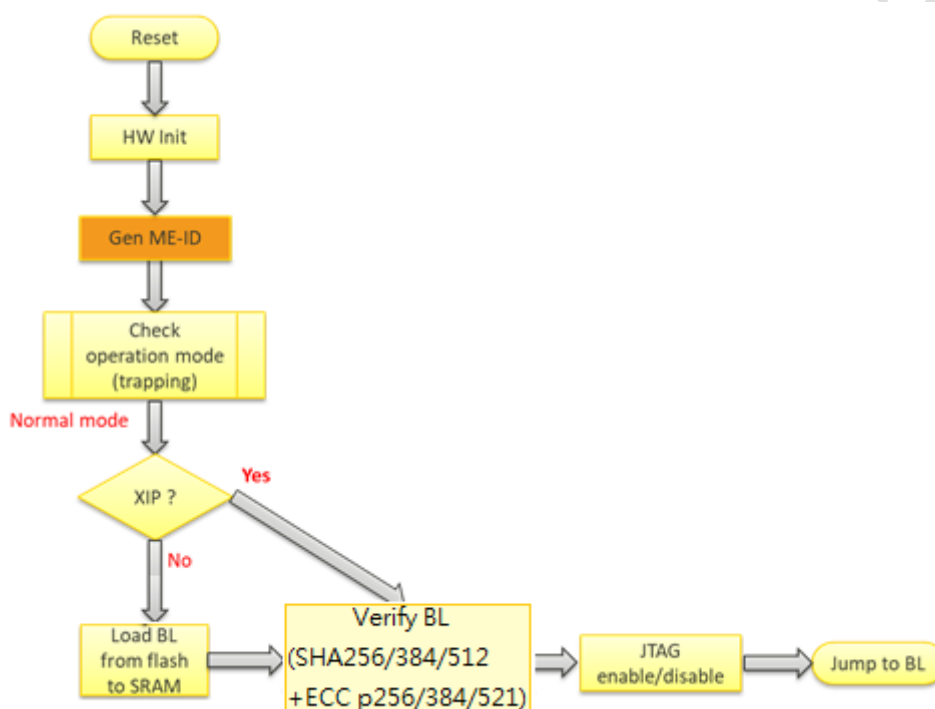 Reset
HW Init
Gen ME-ID
Check
operation mode
(trapping)
Normal mode
XIP ?
Yes
No
Load BL
from flash
to SRAM
Verify BL
(SHA256/384/512
+ECC p256/384/521)
JTAG
enable/disable
Jump to BL